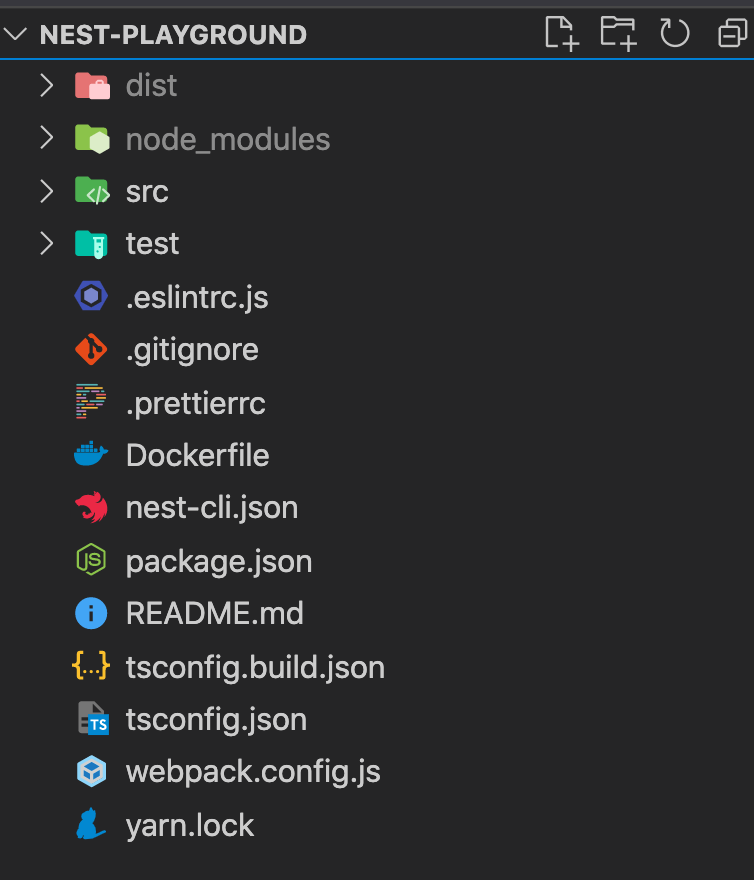 NEST-PLAYGROUND
dist
node_modules
src
test
.eslintrc.js
.gitignore
.prettierrc
Dockerfile
nest-cli.json
package.json
README.md
tsconfig.build.json
tsconfig.json
webpack.config.js
yarn.lock